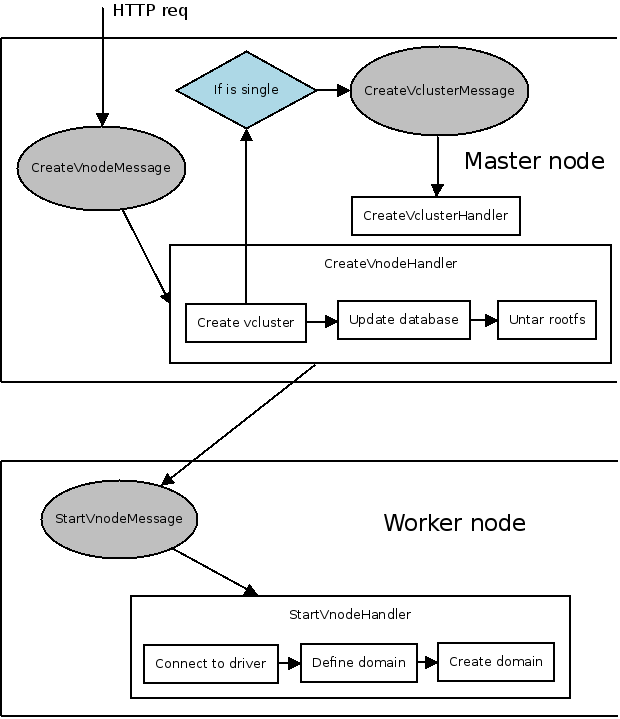 HTTP req
If is single
CreateVclusterMessage
CreateVnodeMessage
Master node
CreateVclusterHandler
CreateVnodeHandler
Create vcluster
Update database
Untar rootfs
StartVnodeMessage
Worker node
StartVnodeHandler
Connect to driver
Define domain
Create domain